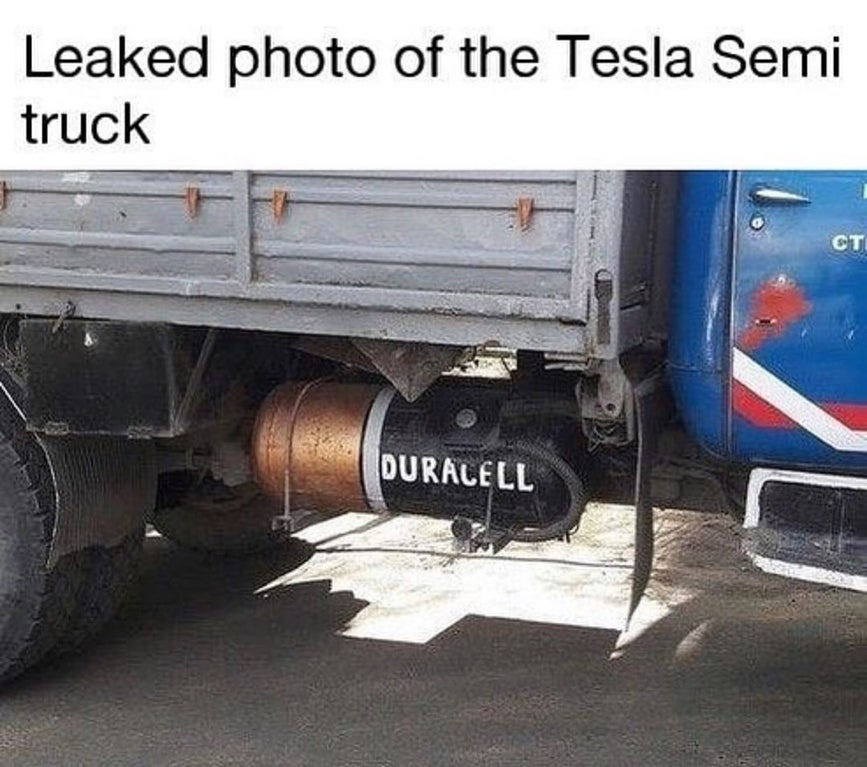 Leaked photo of the Tesla Semi
truck
CT
DURACELL